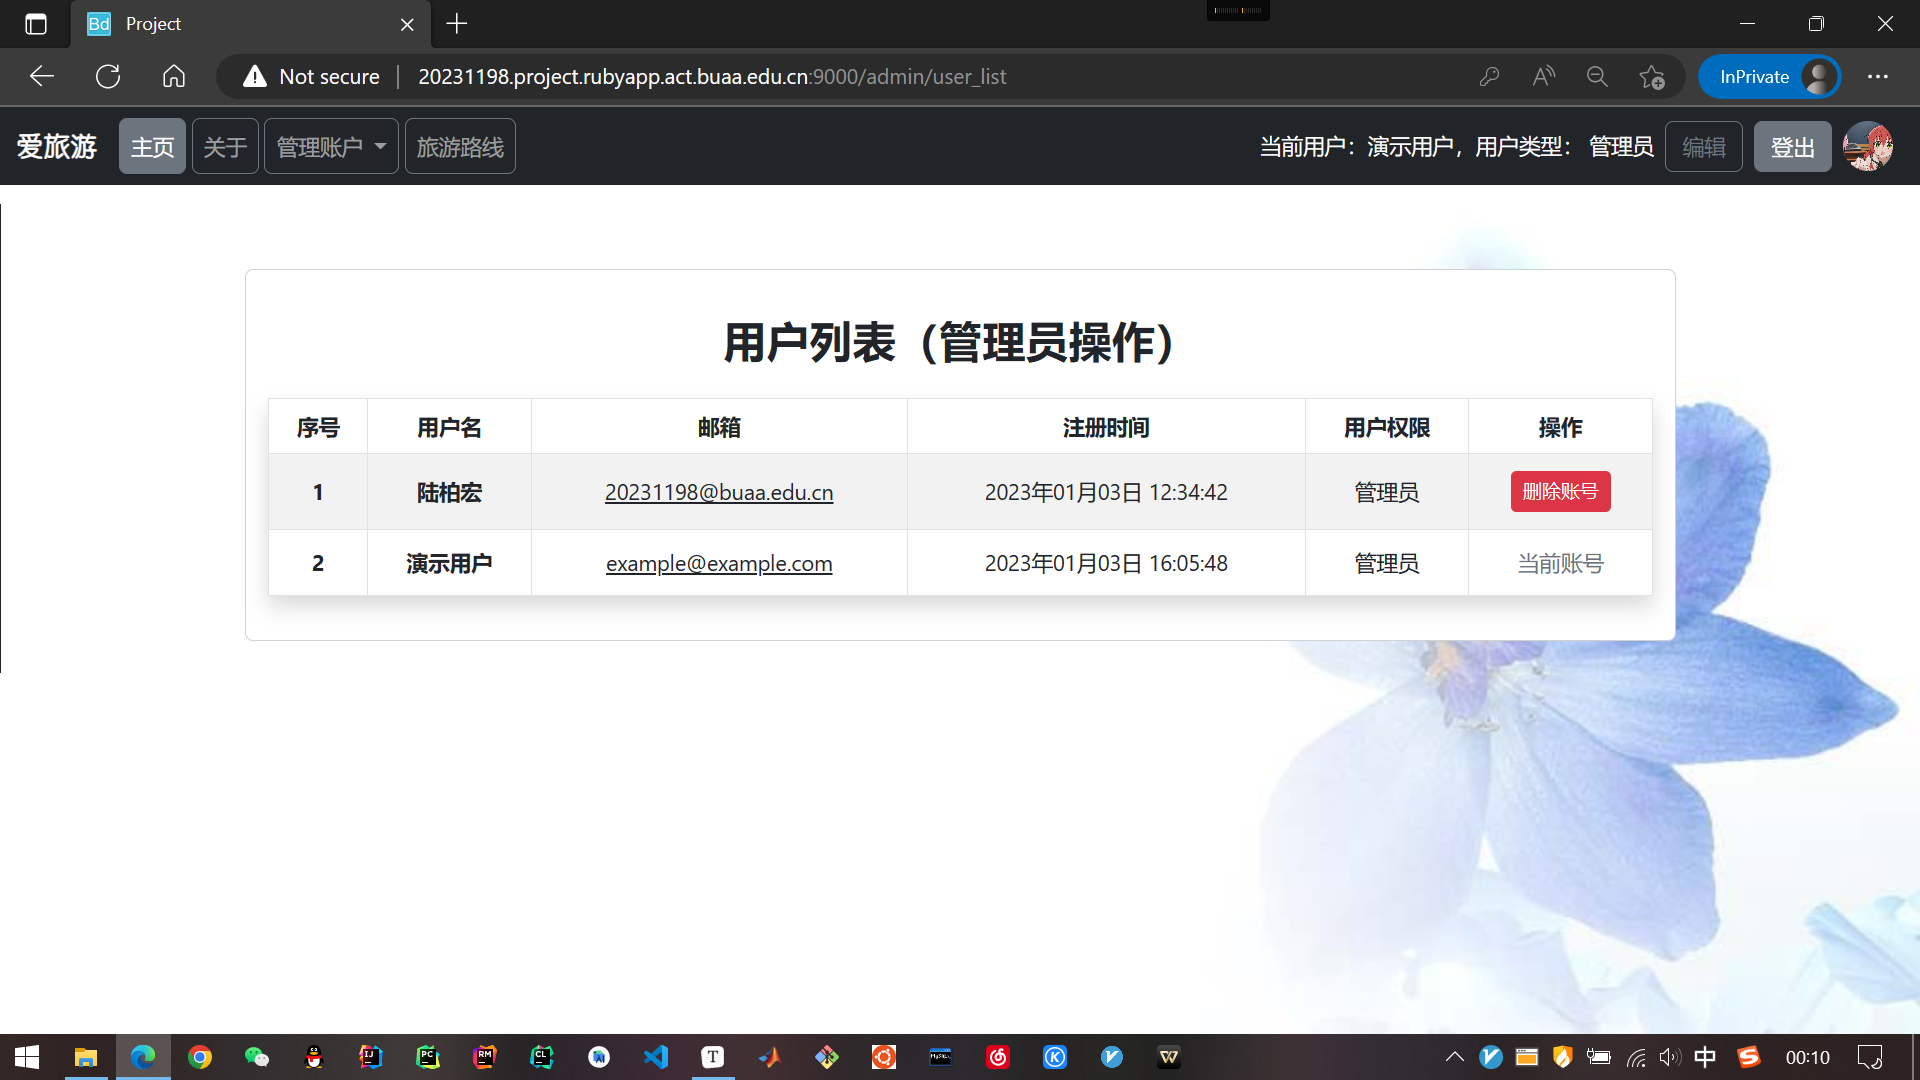 Bd Project
Not secure 20231198.project.rubyapp.act.buaa.edu.cn:9000/admin/user_list InPrivate
爱旅游 主页 关于 管理账户 旅游路线 当前用户：演示用户，用户类型： 管理员 编辑 登出
用户列表（管理员操作）
序号 用户名 邮箱 注册时间 用户权限 操作
1 陆柏宏 20231198@buaa.edu.cn 2023年01月03日 12:34:42 管理员 删除账号
2 演示用户 example@example.com 2023年01月03日 16:05:48 管理员 当前账号
IJ PC RM CL T MySQL K W 中 S 00:10